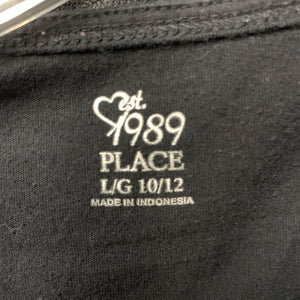 est.
1989
PLACE
L/G 10/12
MADE IN INDONESIA